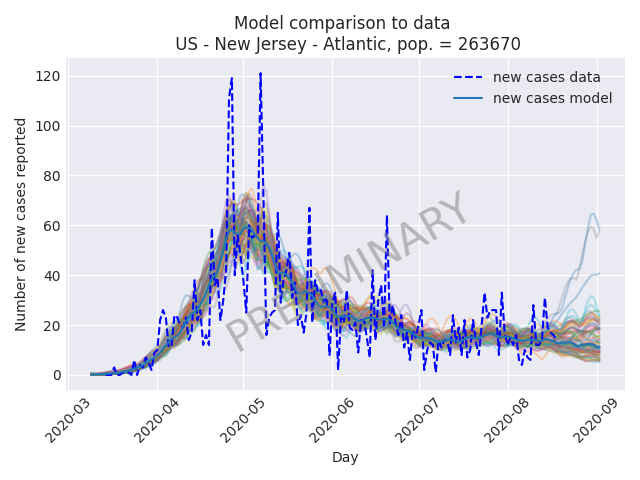 Model comparison to data
US - New Jersey - Atlantic, pop. = 263670
new cases data
new cases model
Number of new cases reported
120
100
80
60
40
20
0
PRELIMINARY
2020-03
2020-04
2020-05
2020-06
2020-07
2020-08
2020-09
Day